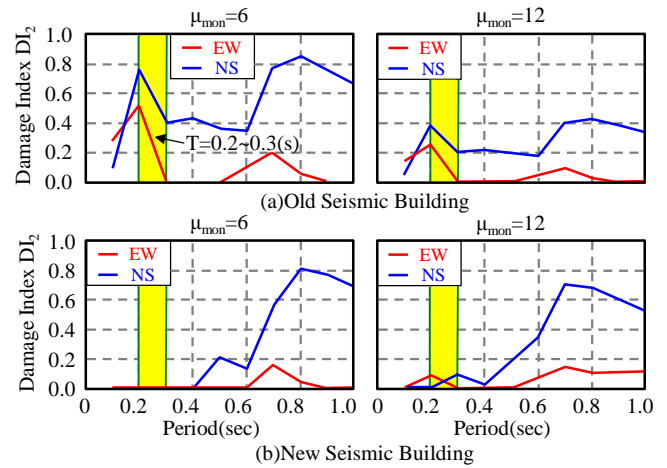 μmon=6
μmon=12
Damage Index DI2
1.0
0.8
0.6
0.4
0.2
0.0
EW
NS
T=0.2~0.3(s)
EW
NS
(a)Old Seismic Building
μmon=6
μmon=12
Damage Index DI2
1.0
0.8
0.6
0.4
0.2
0.0
EW
NS
EW
NS
0 0.2 0.4 0.6 0.8 1.0
0 0.2 0.4 0.6 0.8 1.0
Period(sec)
Period(sec)
(b)New Seismic Building